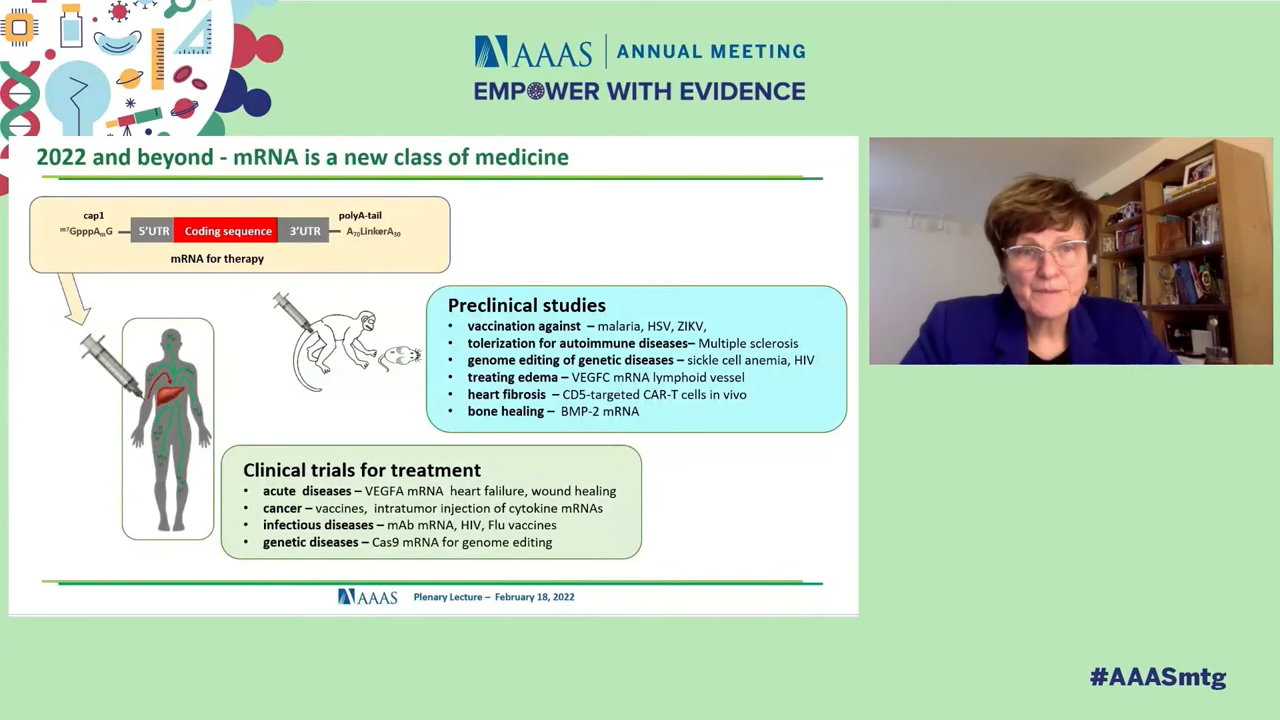 AAAS | ANNUAL MEETING
EMPOWER WITH EVIDENCE
2022 and beyond - mRNA is a new class of medicine
cap1
polyA-tail
m7GpppAmG
5'UTR
Coding sequence
3'UTR
A70LinkerA30
mRNA for therapy
Preclinical studies
• vaccination against – malaria, HSV, ZIKV,
• tolerization for autoimmune diseases– Multiple sclerosis
• genome editing of genetic diseases – sickle cell anemia, HIV
• treating edema – VEGFC mRNA lymphoid vessel
• heart fibrosis – CD5-targeted CAR-T cells in vivo
• bone healing – BMP-2 mRNA
Clinical trials for treatment
• acute diseases – VEGFA mRNA heart falilure, wound healing
• cancer – vaccines, intratumor injection of cytokine mRNAs
• infectious diseases – mAb mRNA, HIV, Flu vaccines
• genetic diseases – Cas9 mRNA for genome editing
AAAS Plenary Lecture – February 18, 2022
#AAASmtg